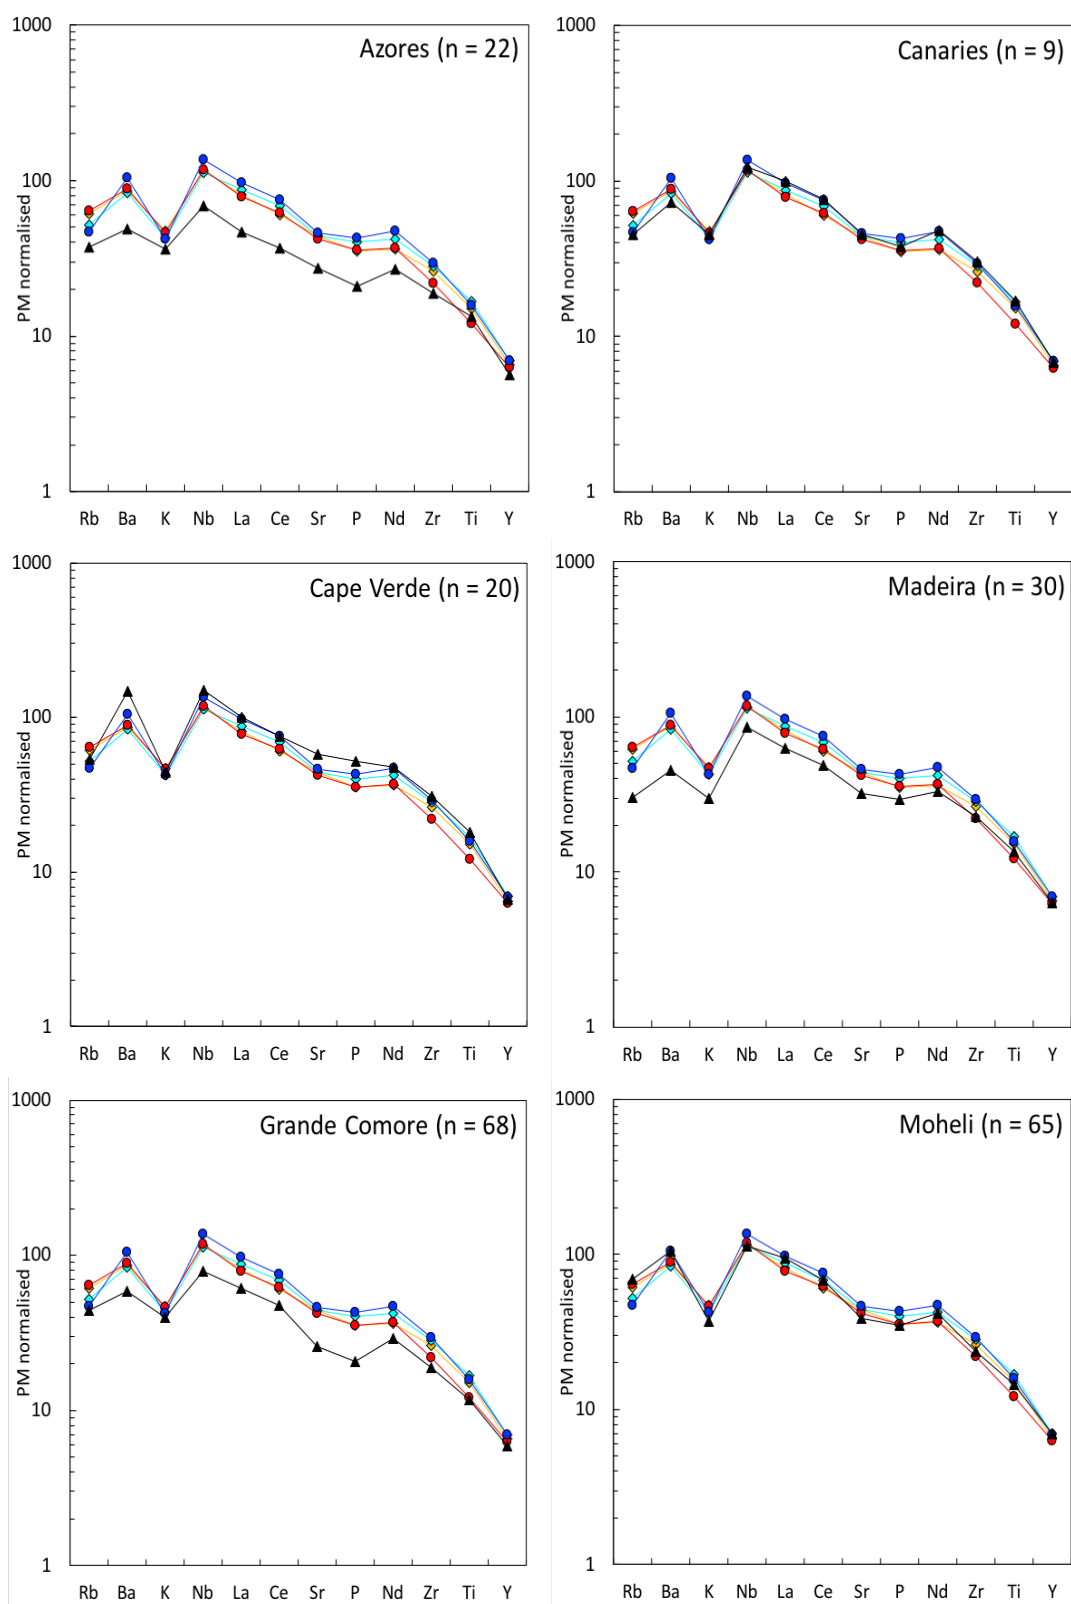 Azores (n = 22)
PM normalised
1000
100
10
1
Rb Ba K Nb La Ce Sr P Nd Zr Ti Y
Canaries (n = 9)
PM normalised
1000
100
10
1
Rb Ba K Nb La Ce Sr P Nd Zr Ti Y
Cape Verde (n = 20)
PM normalised
1000
100
10
1
Rb Ba K Nb La Ce Sr P Nd Zr Ti Y
Madeira (n = 30)
PM normalised
1000
100
10
1
Rb Ba K Nb La Ce Sr P Nd Zr Ti Y
Grande Comore (n = 68)
PM normalised
1000
100
10
1
Rb Ba K Nb La Ce Sr P Nd Zr Ti Y
Moheli (n = 65)
PM normalised
1000
100
10
1
Rb Ba K Nb La Ce Sr P Nd Zr Ti Y